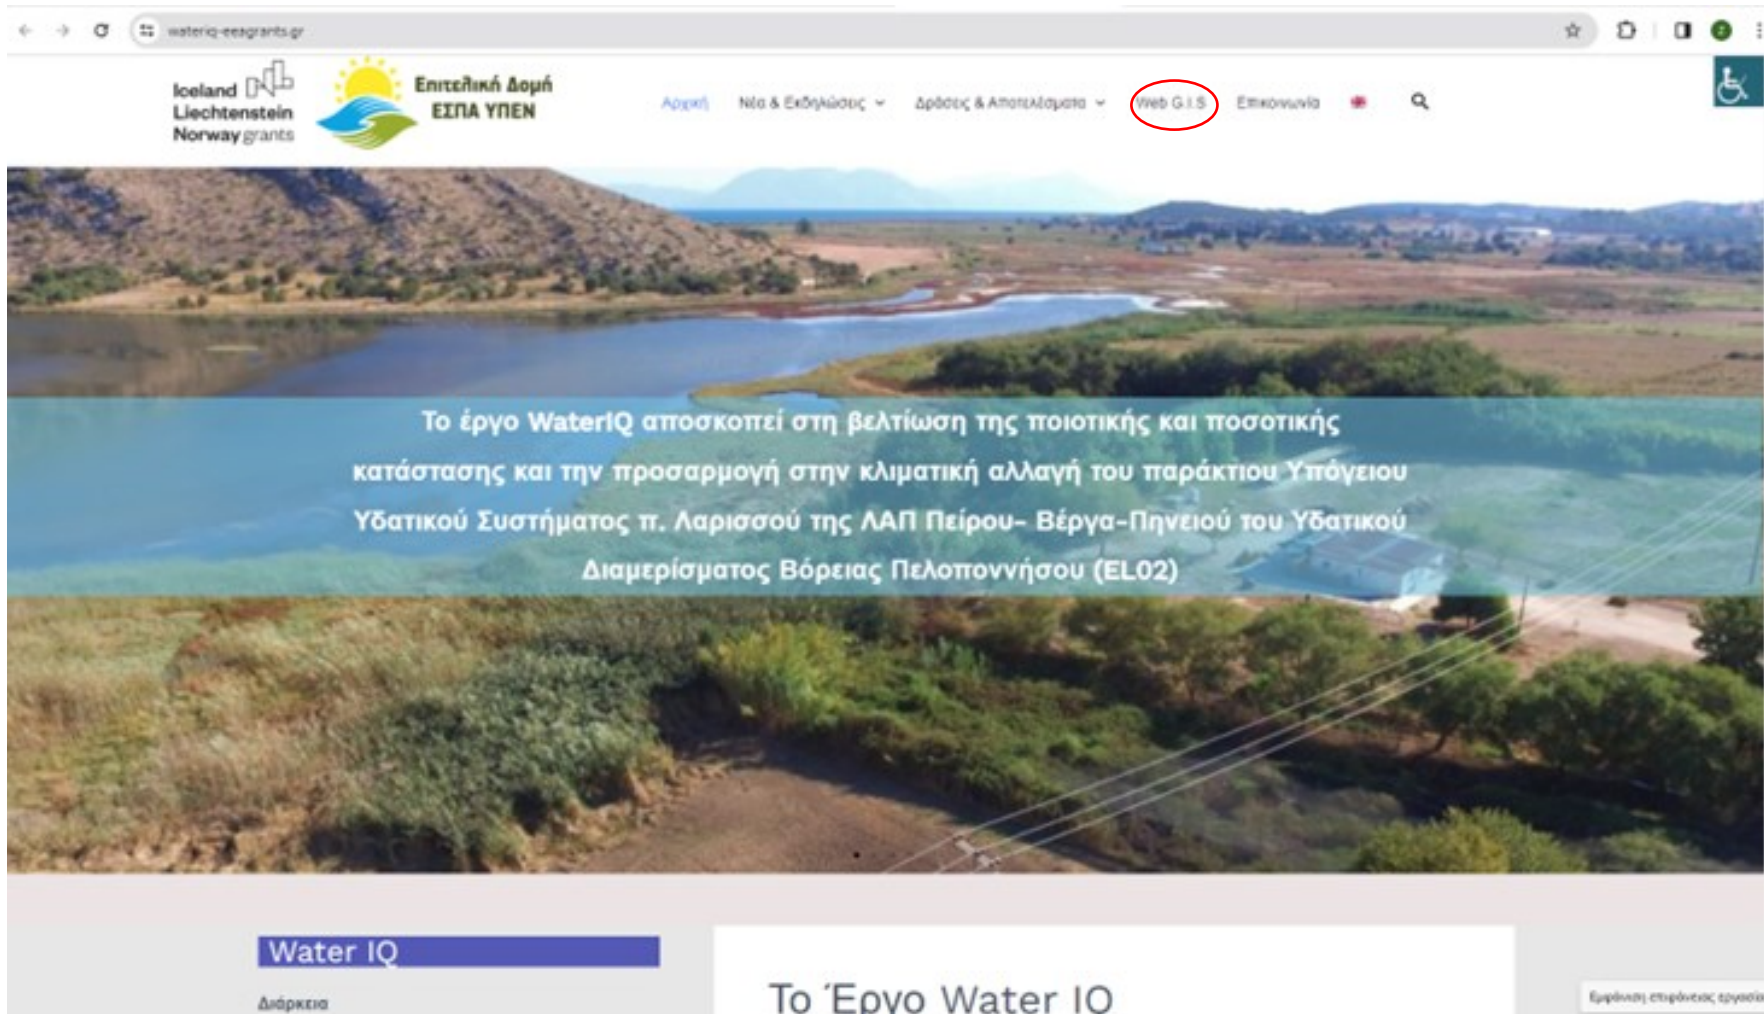 wateriq-eeagrants.gr
Iceland
Liechtenstein
Norway grants
Επιτελική Δομή
ΕΣΠΑ ΥΠΕΝ
Αρχική Νέα & Εκδηλώσεις Δράσεις & Αποτελέσματα Web G.I.S Επικοινωνία
Το έργο WaterIQ αποσκοπεί στη βελτίωση της ποιοτικής και ποσοτικής
κατάστασης και την προσαρμογή στην κλιματική αλλαγή του παράκτιου Υπόγειου
Υδατικού Συστήματος π. Λαρισσού της ΛΑΠ Πείρου- Βέργα-Πηνειού του Υδατικού
Διαμερίσματος Βόρειας Πελοποννήσου (EL02)
Water IQ
Διάρκεια
Το Έργο Water IQ
Εμφάνιση επιφάνειας εργασία